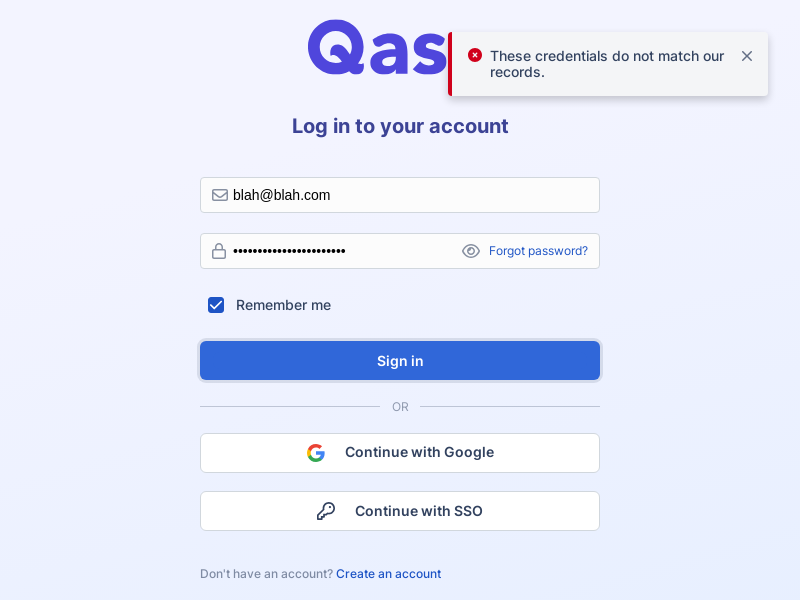 Qas
These credentials do not match our
records.
Log in to your account
blah@blah.com
•••••••••••••••••••••••
Forgot password?
Remember me
Sign in
OR
Continue with Google
Continue with SSO
Don't have an account? Create an account